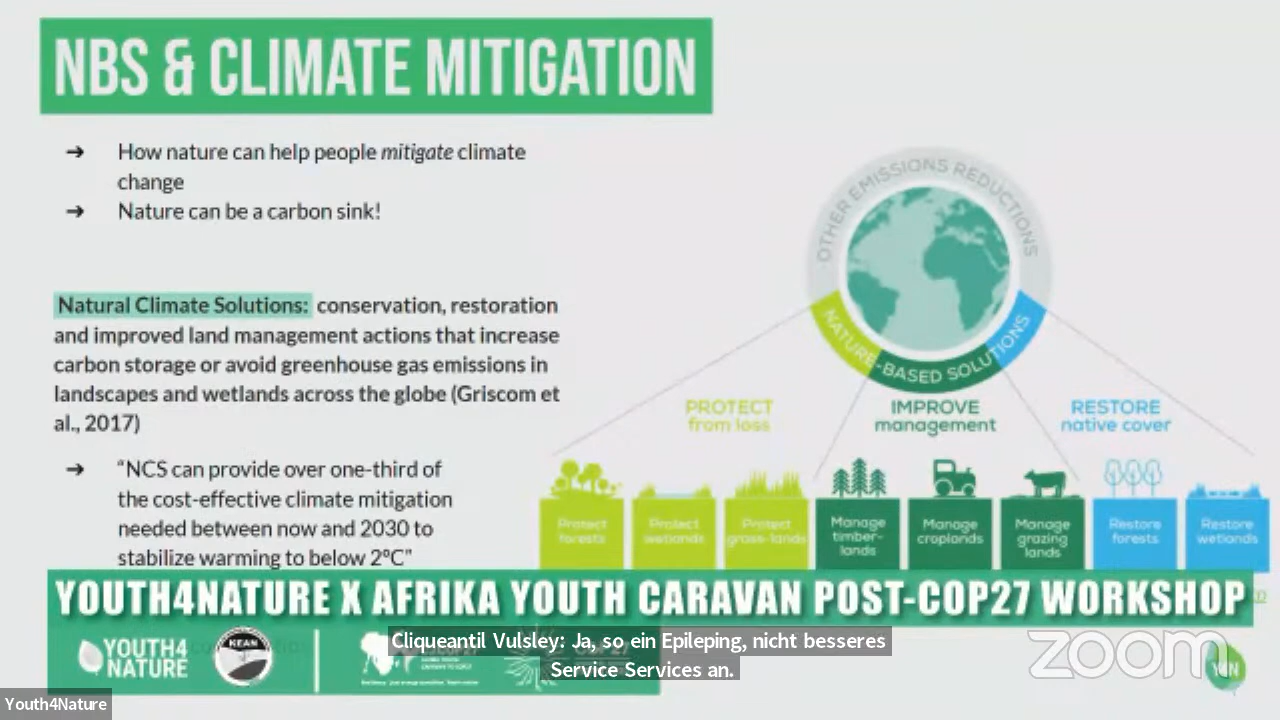 NBS & CLIMATE MITIGATION
➔ How nature can help people mitigate climate
change
➔ Nature can be a carbon sink!
Natural Climate Solutions: conservation, restoration
and improved land management actions that increase
carbon storage or avoid greenhouse gas emissions in
landscapes and wetlands across the globe (Griscom et
al., 2017)
➔ “NCS can provide over one-third of
the cost-effective climate mitigation
needed between now and 2030 to
stabilize warming to below 2°C”
OTHER EMISSIONS REDUCTIONS
NATURE-BASED SOLUTIONS
PROTECT
from loss
IMPROVE
management
RESTORE
native cover
Protect
forests
Protect
wetlands
Protect
grass-lands
Manage
timber-
lands
Manage
croplands
Manage
grazing
lands
Restore
forests
Restore
wetlands
YOUTH4NATURE X AFRIKA YOUTH CARAVAN POST-COP27 WORKSHOP
YOUTH4
NATURE
KEAN
Cliqueantil Vulsley: Ja, so ein Epileping, nicht besseres
Service Services an.
zoom
Y4N
Youth4Nature